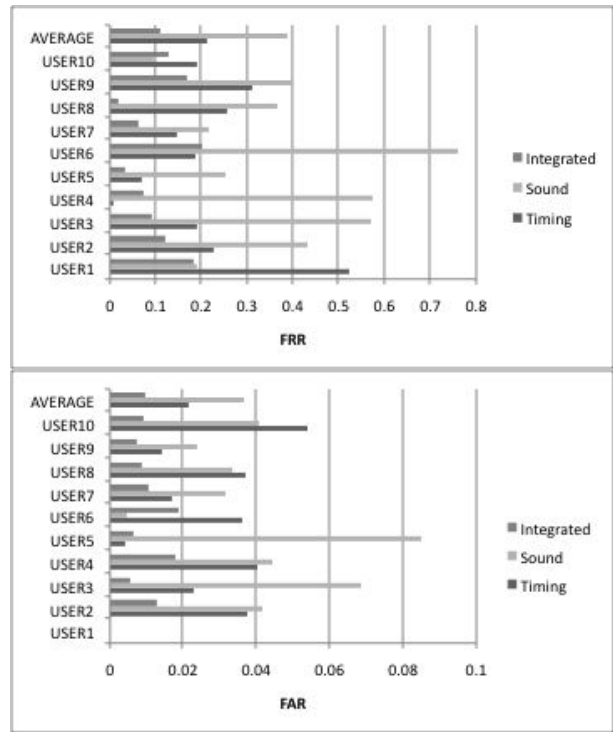 AVERAGE
USER10
USER9
USER8
USER7
USER6
USER5
USER4
USER3
USER2
USER1
Integrated
Sound
Timing
0 0.1 0.2 0.3 0.4 0.5 0.6 0.7 0.8
FRR
AVERAGE
USER10
USER9
USER8
USER7
USER6
USER5
USER4
USER3
USER2
USER1
Integrated
Sound
Timing
0 0.02 0.04 0.06 0.08 0.1
FAR